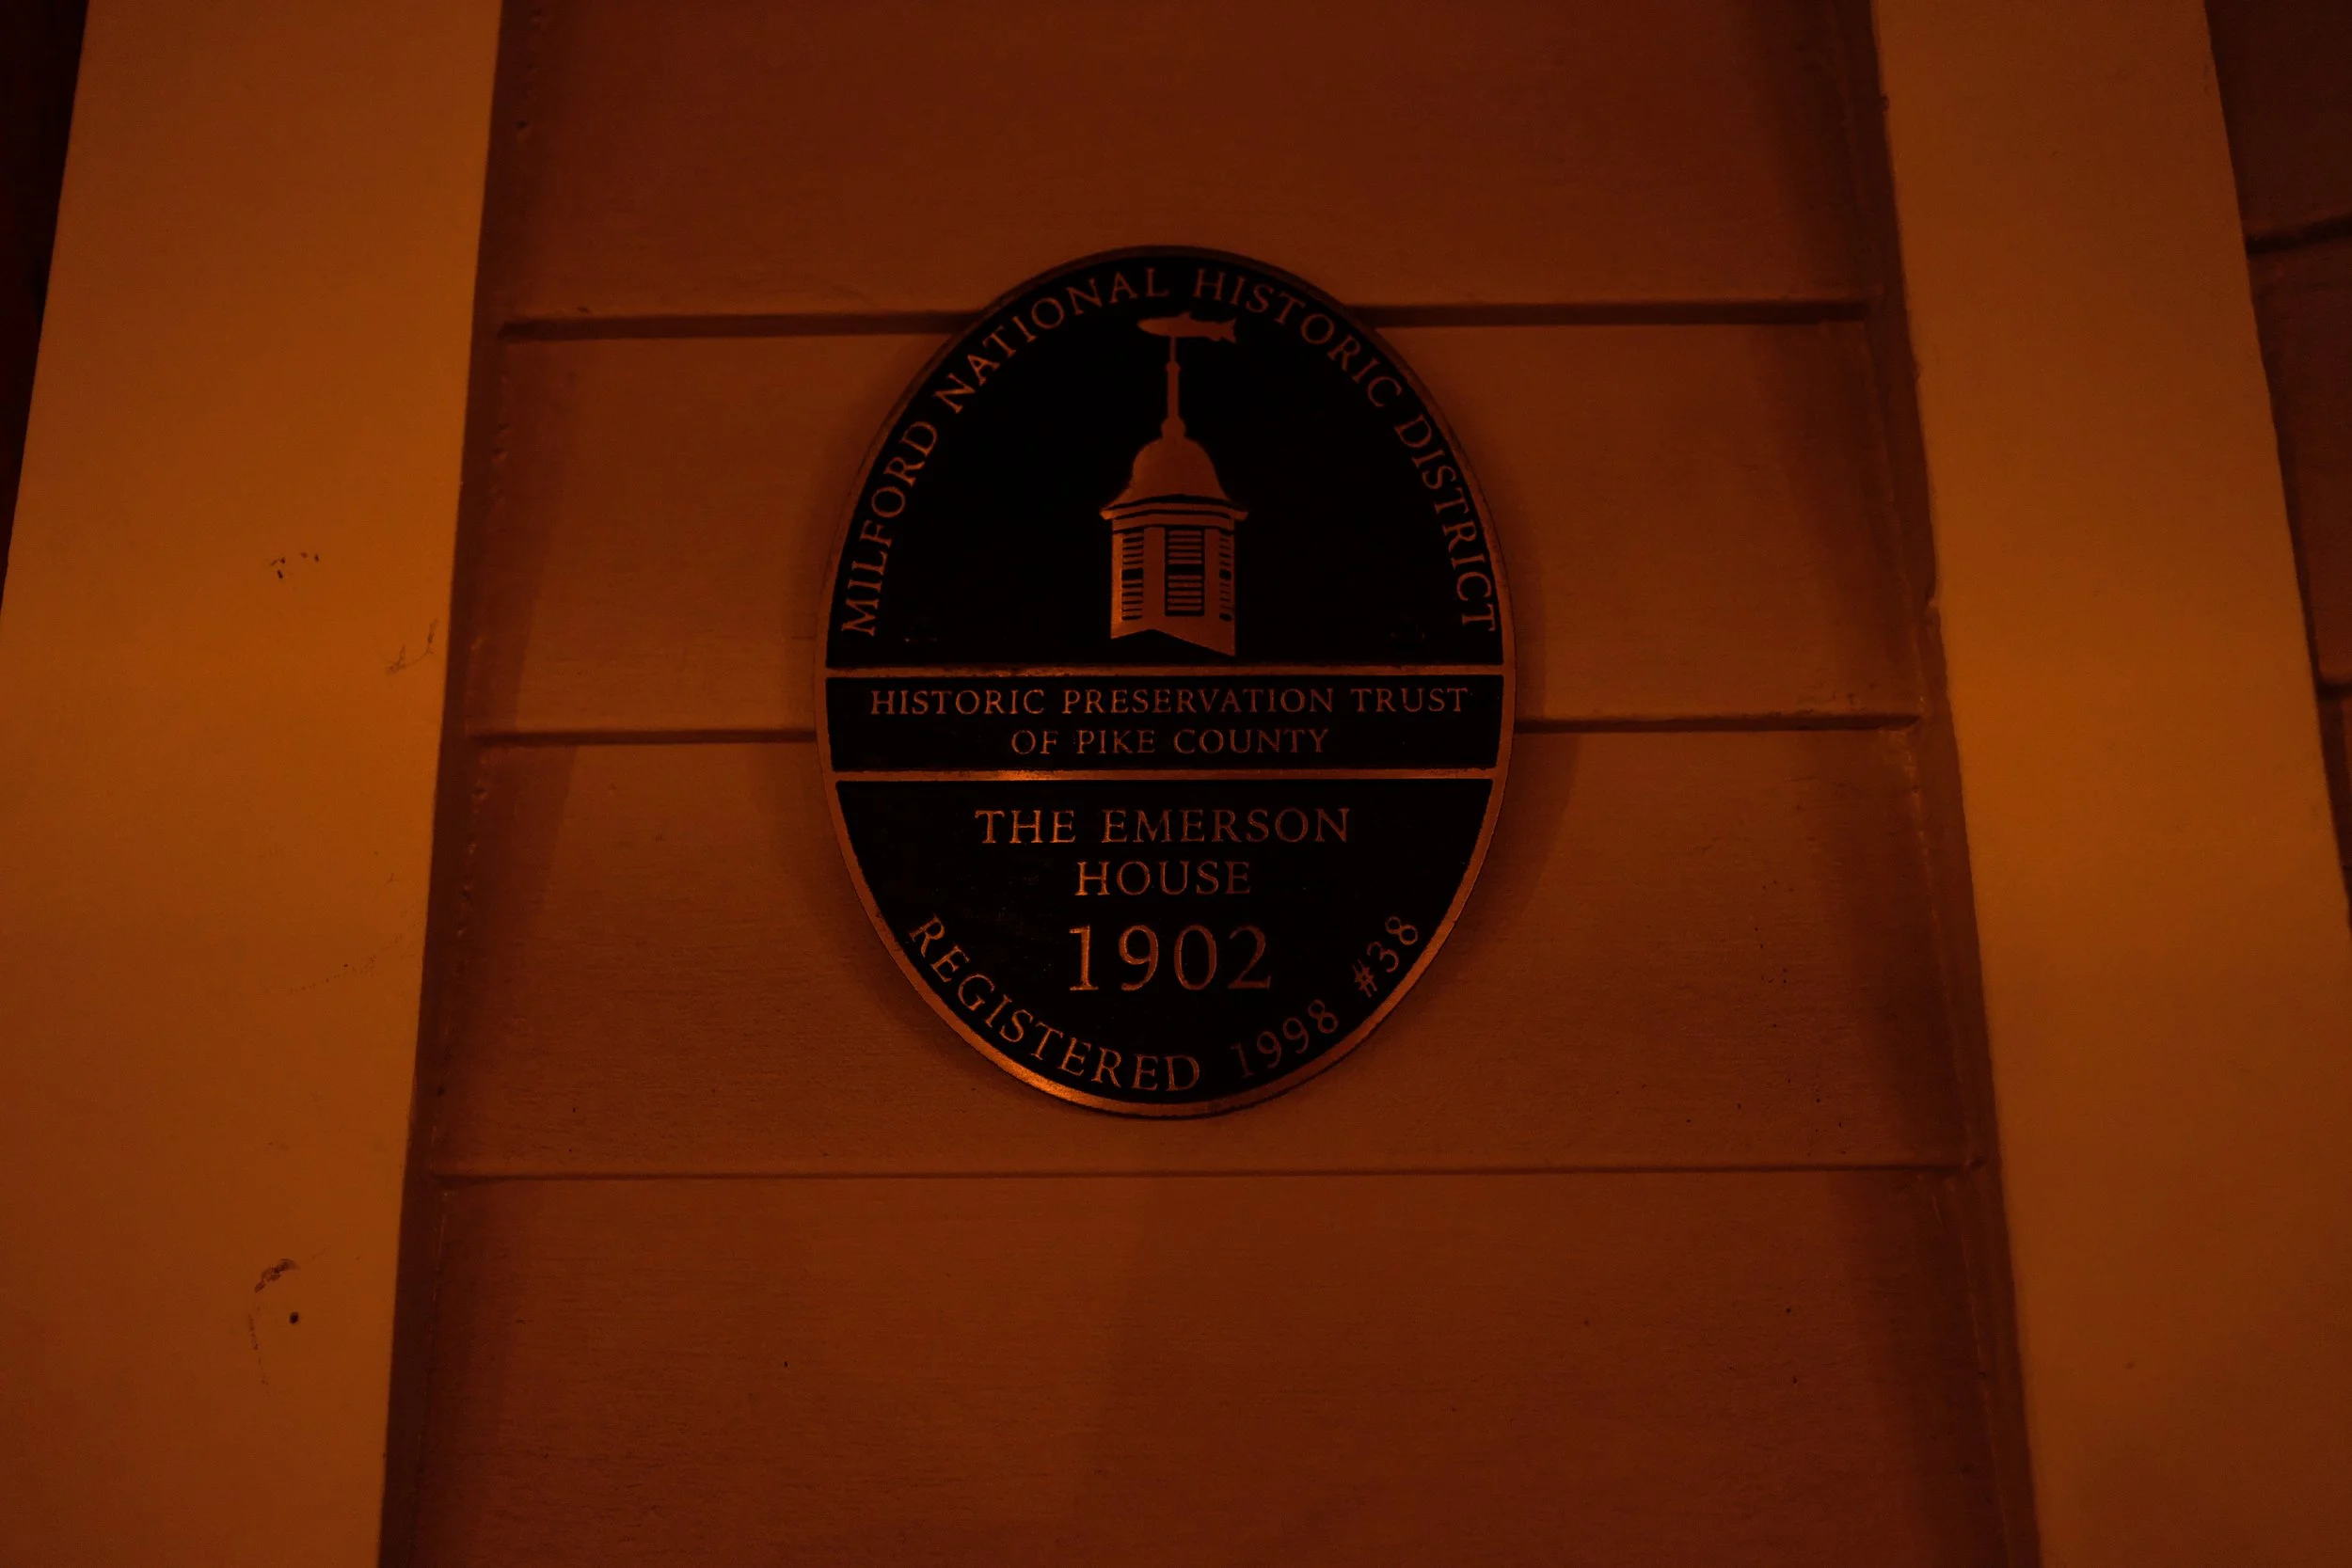 MILFORD NATIONAL HISTORIC DISTRICT
HISTORIC PRESERVATION TRUST
OF PIKE COUNTY
THE EMERSON
HOUSE
1902
REGISTERED 1998 #38